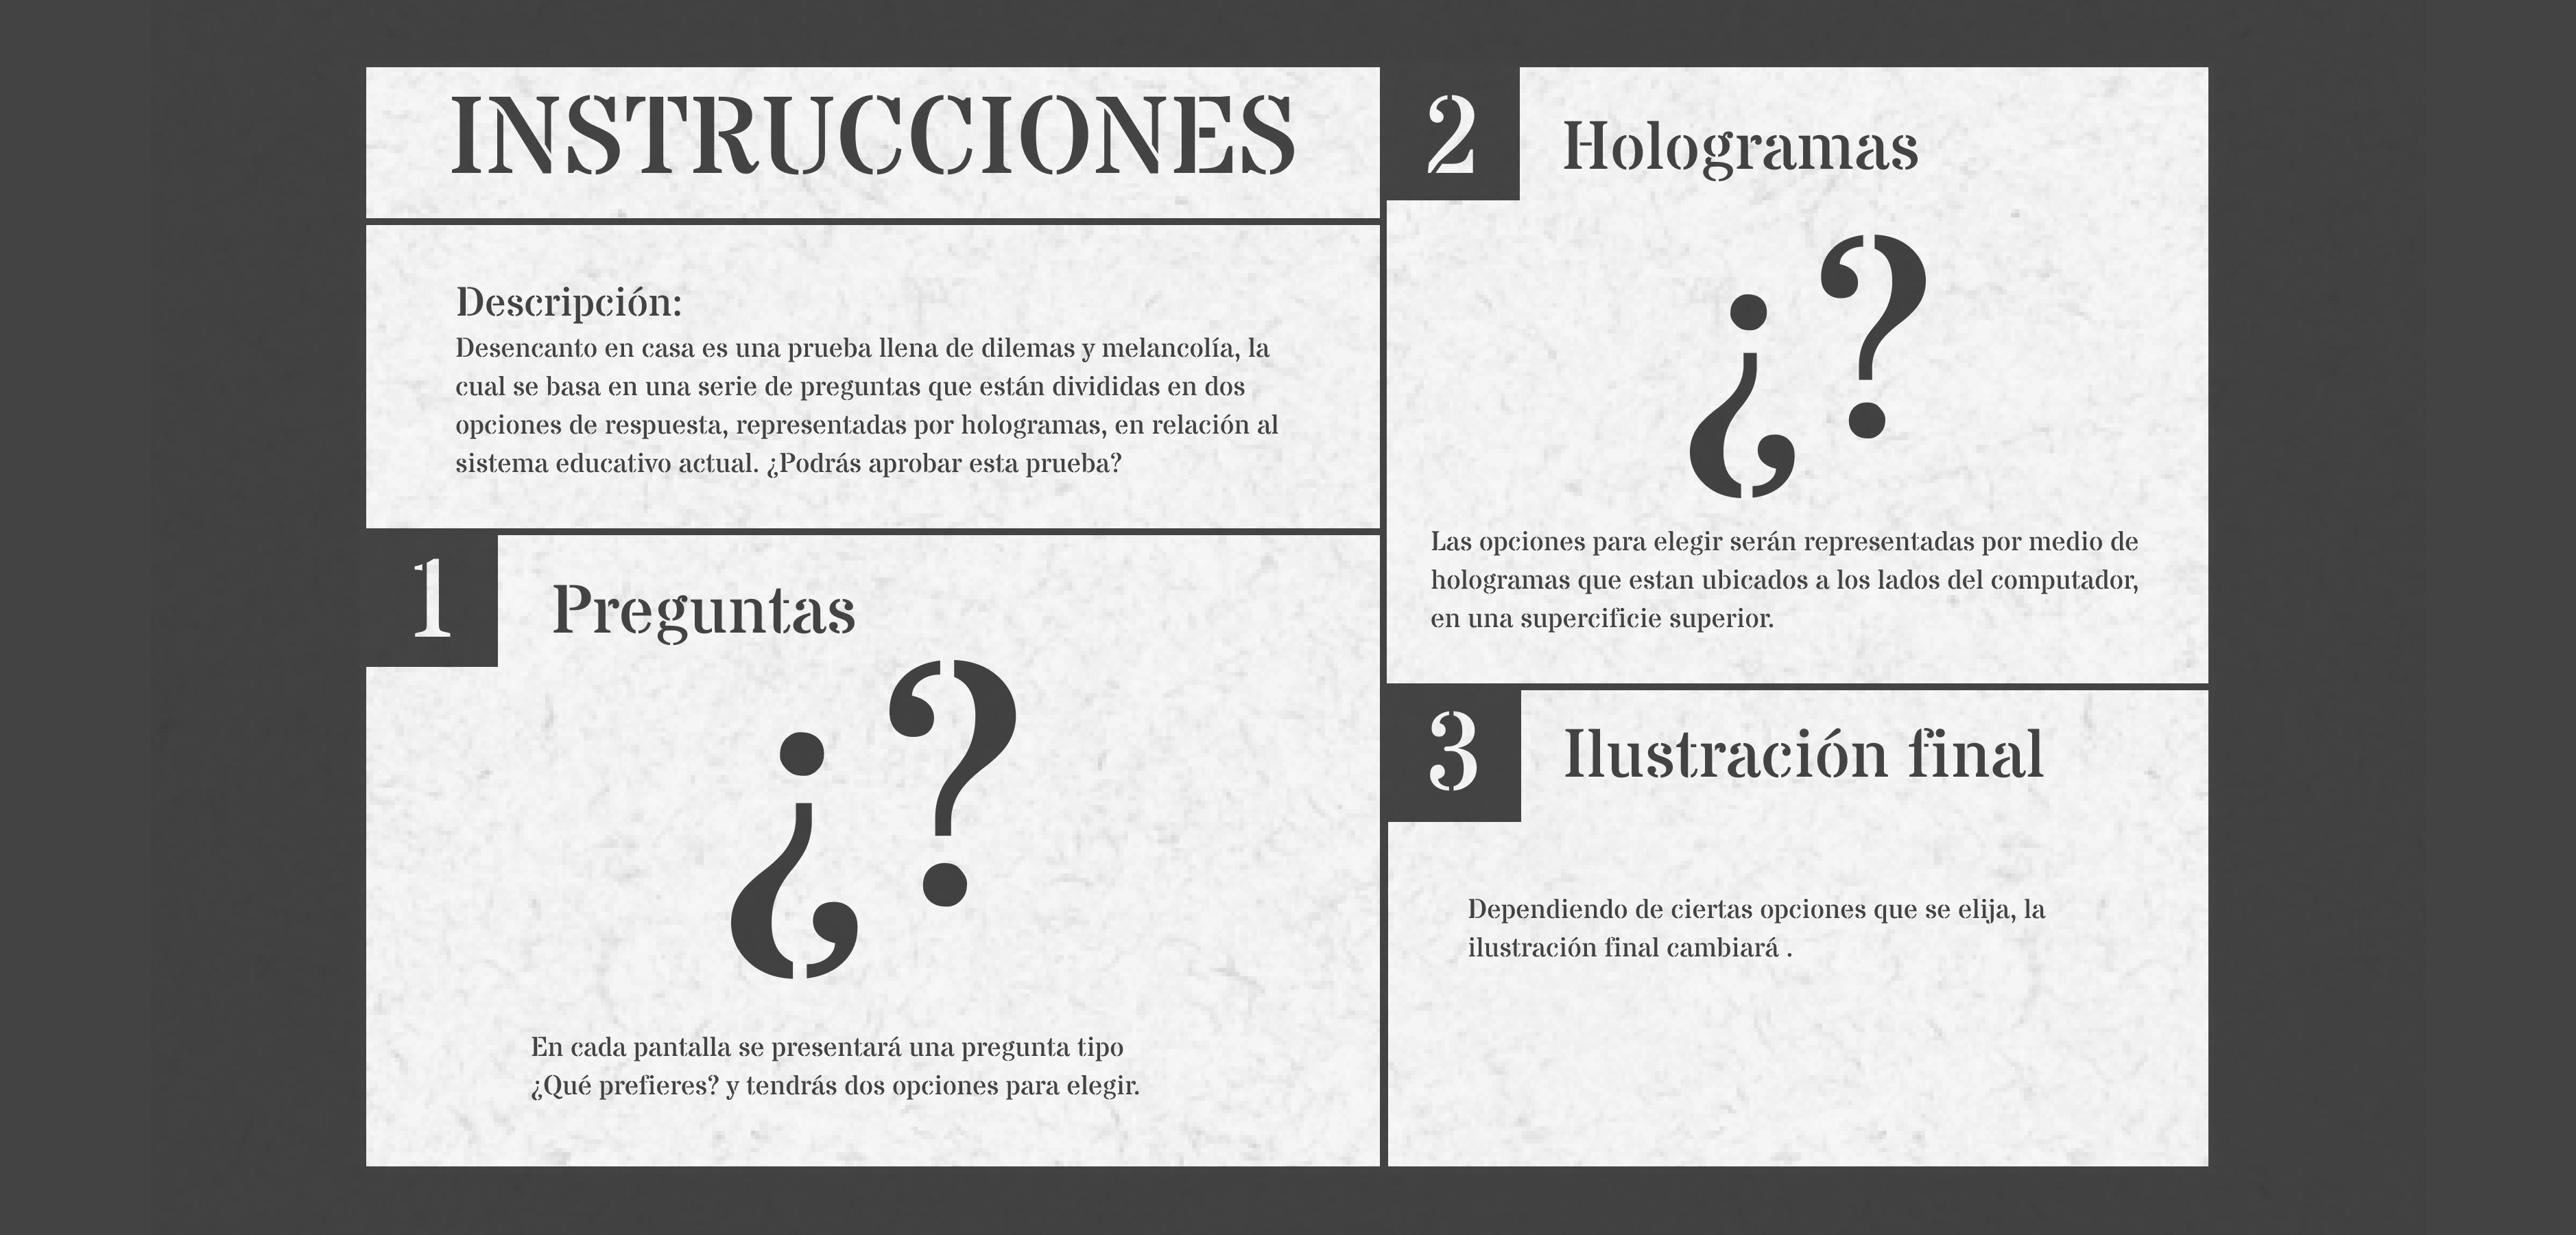 INSTRUCCIONES
Descripción:
Desencanto en casa es una prueba llena de dilemas y melancolía, la
cual se basa en una serie de preguntas que están divididas en dos
opciones de respuesta, representadas por hologramas, en relación al
sistema educativo actual. ¿Podrás aprobar esta prueba?
1
Preguntas
¿?
En cada pantalla se presentará una pregunta tipo
¿Qué prefieres? y tendrás dos opciones para elegir.
2
Hologramas
¿?
Las opciones para elegir serán representadas por medio de
hologramas que estan ubicados a los lados del computador,
en una supercificie superior.
3
Ilustración final
Dependiendo de ciertas opciones que se elija, la
ilustración final cambiará .